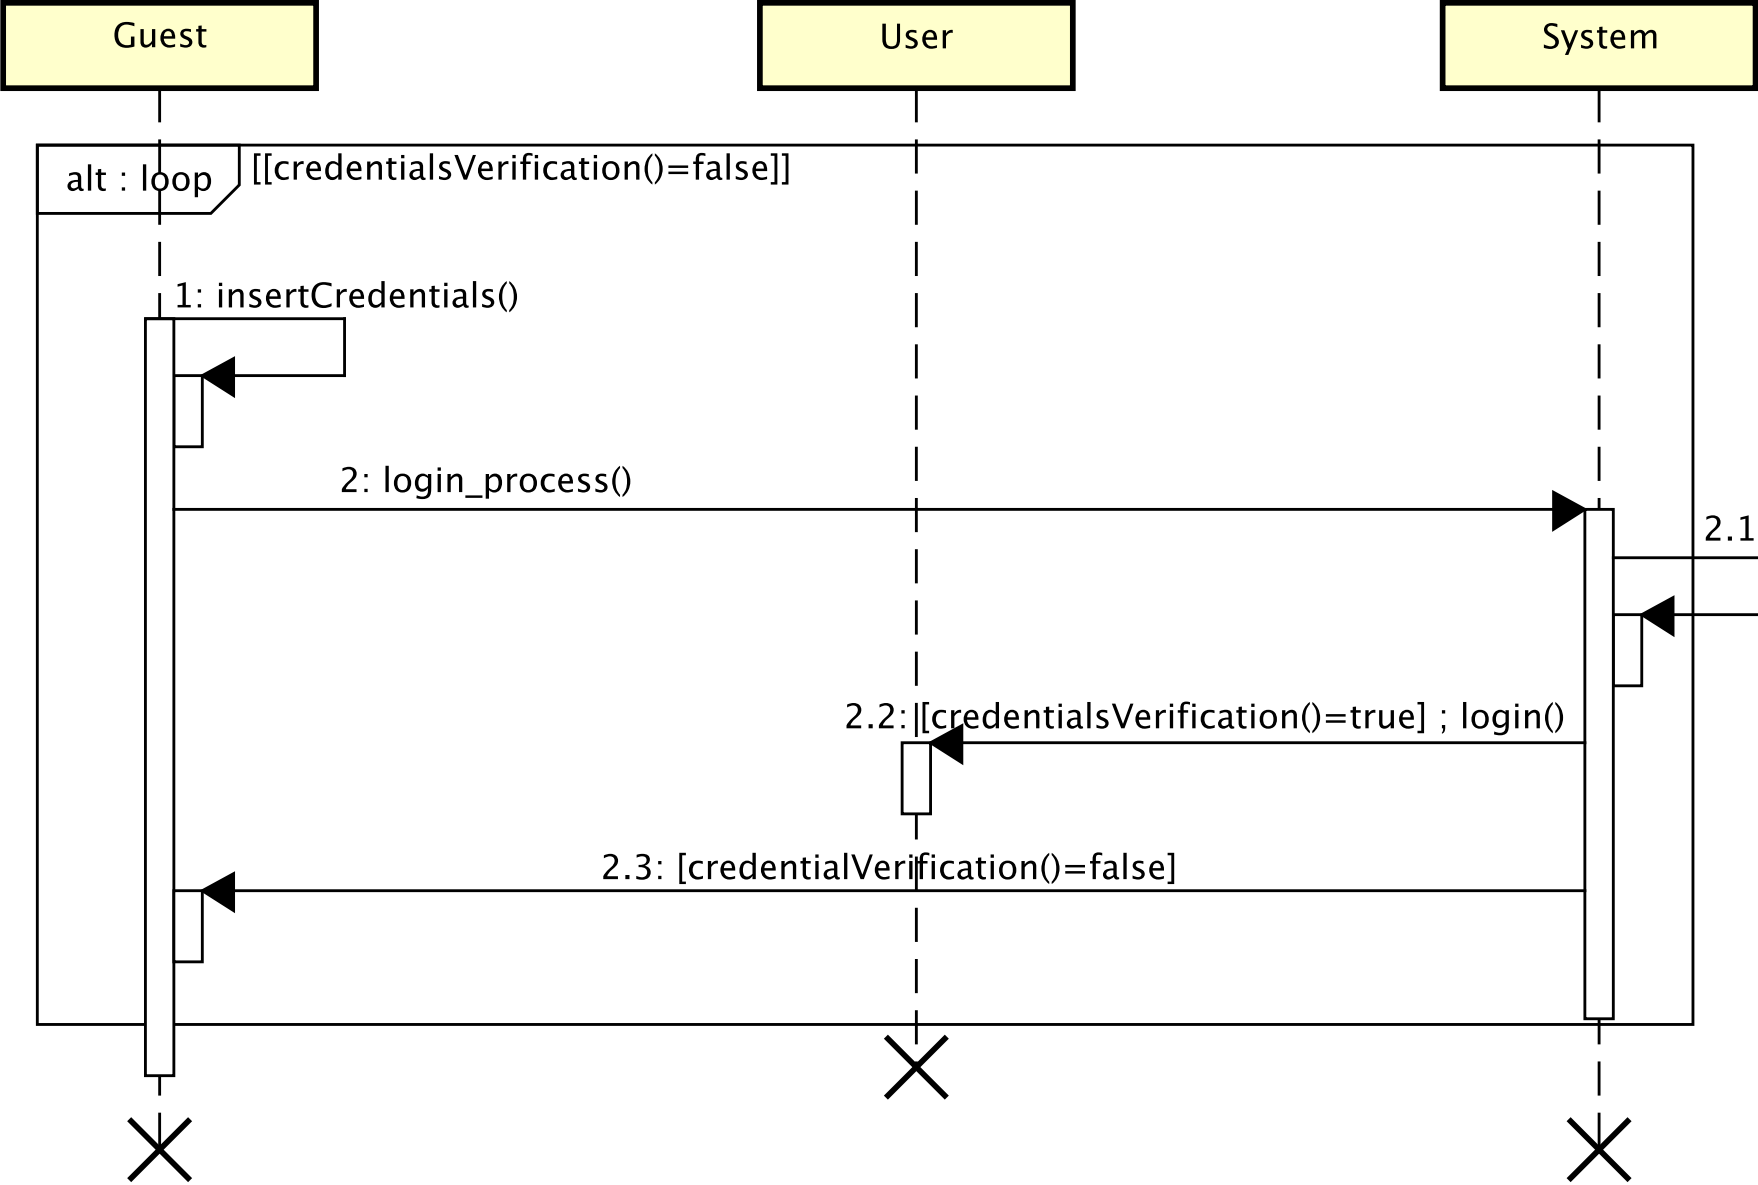 Guest
User
System
alt : loop
[[credentialsVerification()=false]]
1: insertCredentials()
2: login_process()
2.1
2.2: [credentialsVerification()=true] ; login()
2.3: [credentialVerification()=false]